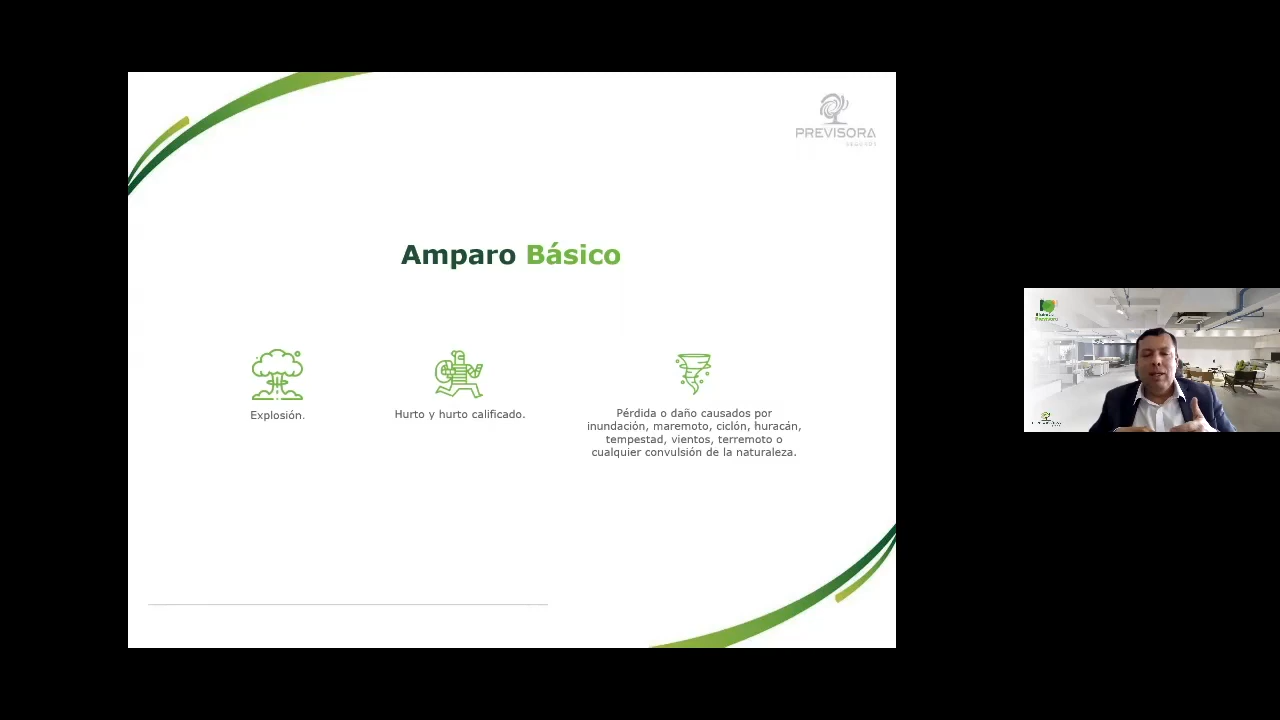 PREVISORA
SEGUROS
Amparo Básico
Explosión.
Hurto y hurto calificado.
Pérdida o daño causados por
inundación, maremoto, ciclón, huracán,
tempestad, vientos, terremoto o
cualquier convulsión de la naturaleza.